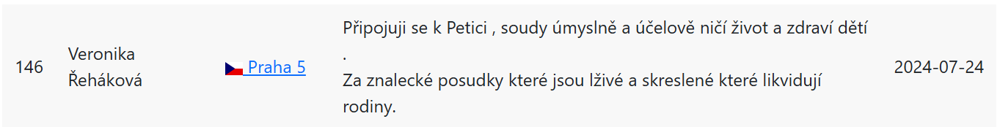 146
Veronika
Řeháková
Praha 5
Připojuji se k Petici , soudy úmyslně a účelově ničí život a zdraví dětí
.
Za znalecké posudky které jsou lživé a skreslené které likvidují
rodiny.
2024-07-24